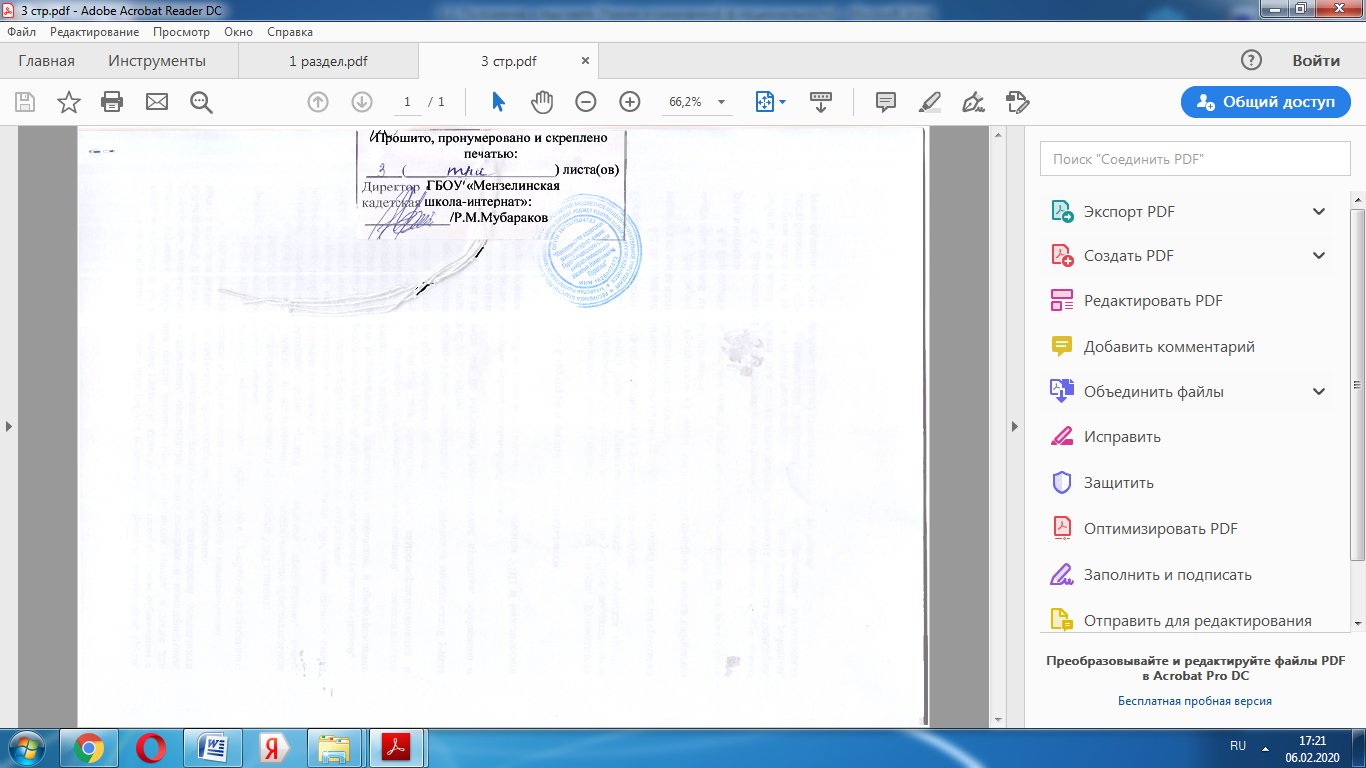 3 стр.pdf - Adobe Acrobat Reader DC
Файл Редактирование Просмотр Окно Справка
Главная Инструменты 1 раздел.pdf 3 стр.pdf × Войти
1 / 1 66,2% Общий доступ
Прошито, пронумеровано и скреплено
печатью:
3 ( три ) листа(ов)
Директор ГБОУ «Мензелинская
кадетская школа-интернат»:
/Р.М.Мубараков
Поиск "Соединить PDF"
Экспорт PDF
Создать PDF
Редактировать PDF
Добавить комментарий
Объединить файлы
Исправить
Защитить
Оптимизировать PDF
Заполнить и подписать
Отправить для редактирования
Преобразовывайте и редактируйте файлы PDF
в Acrobat Pro DC
Бесплатная пробная версия
RU 17:21
06.02.2020